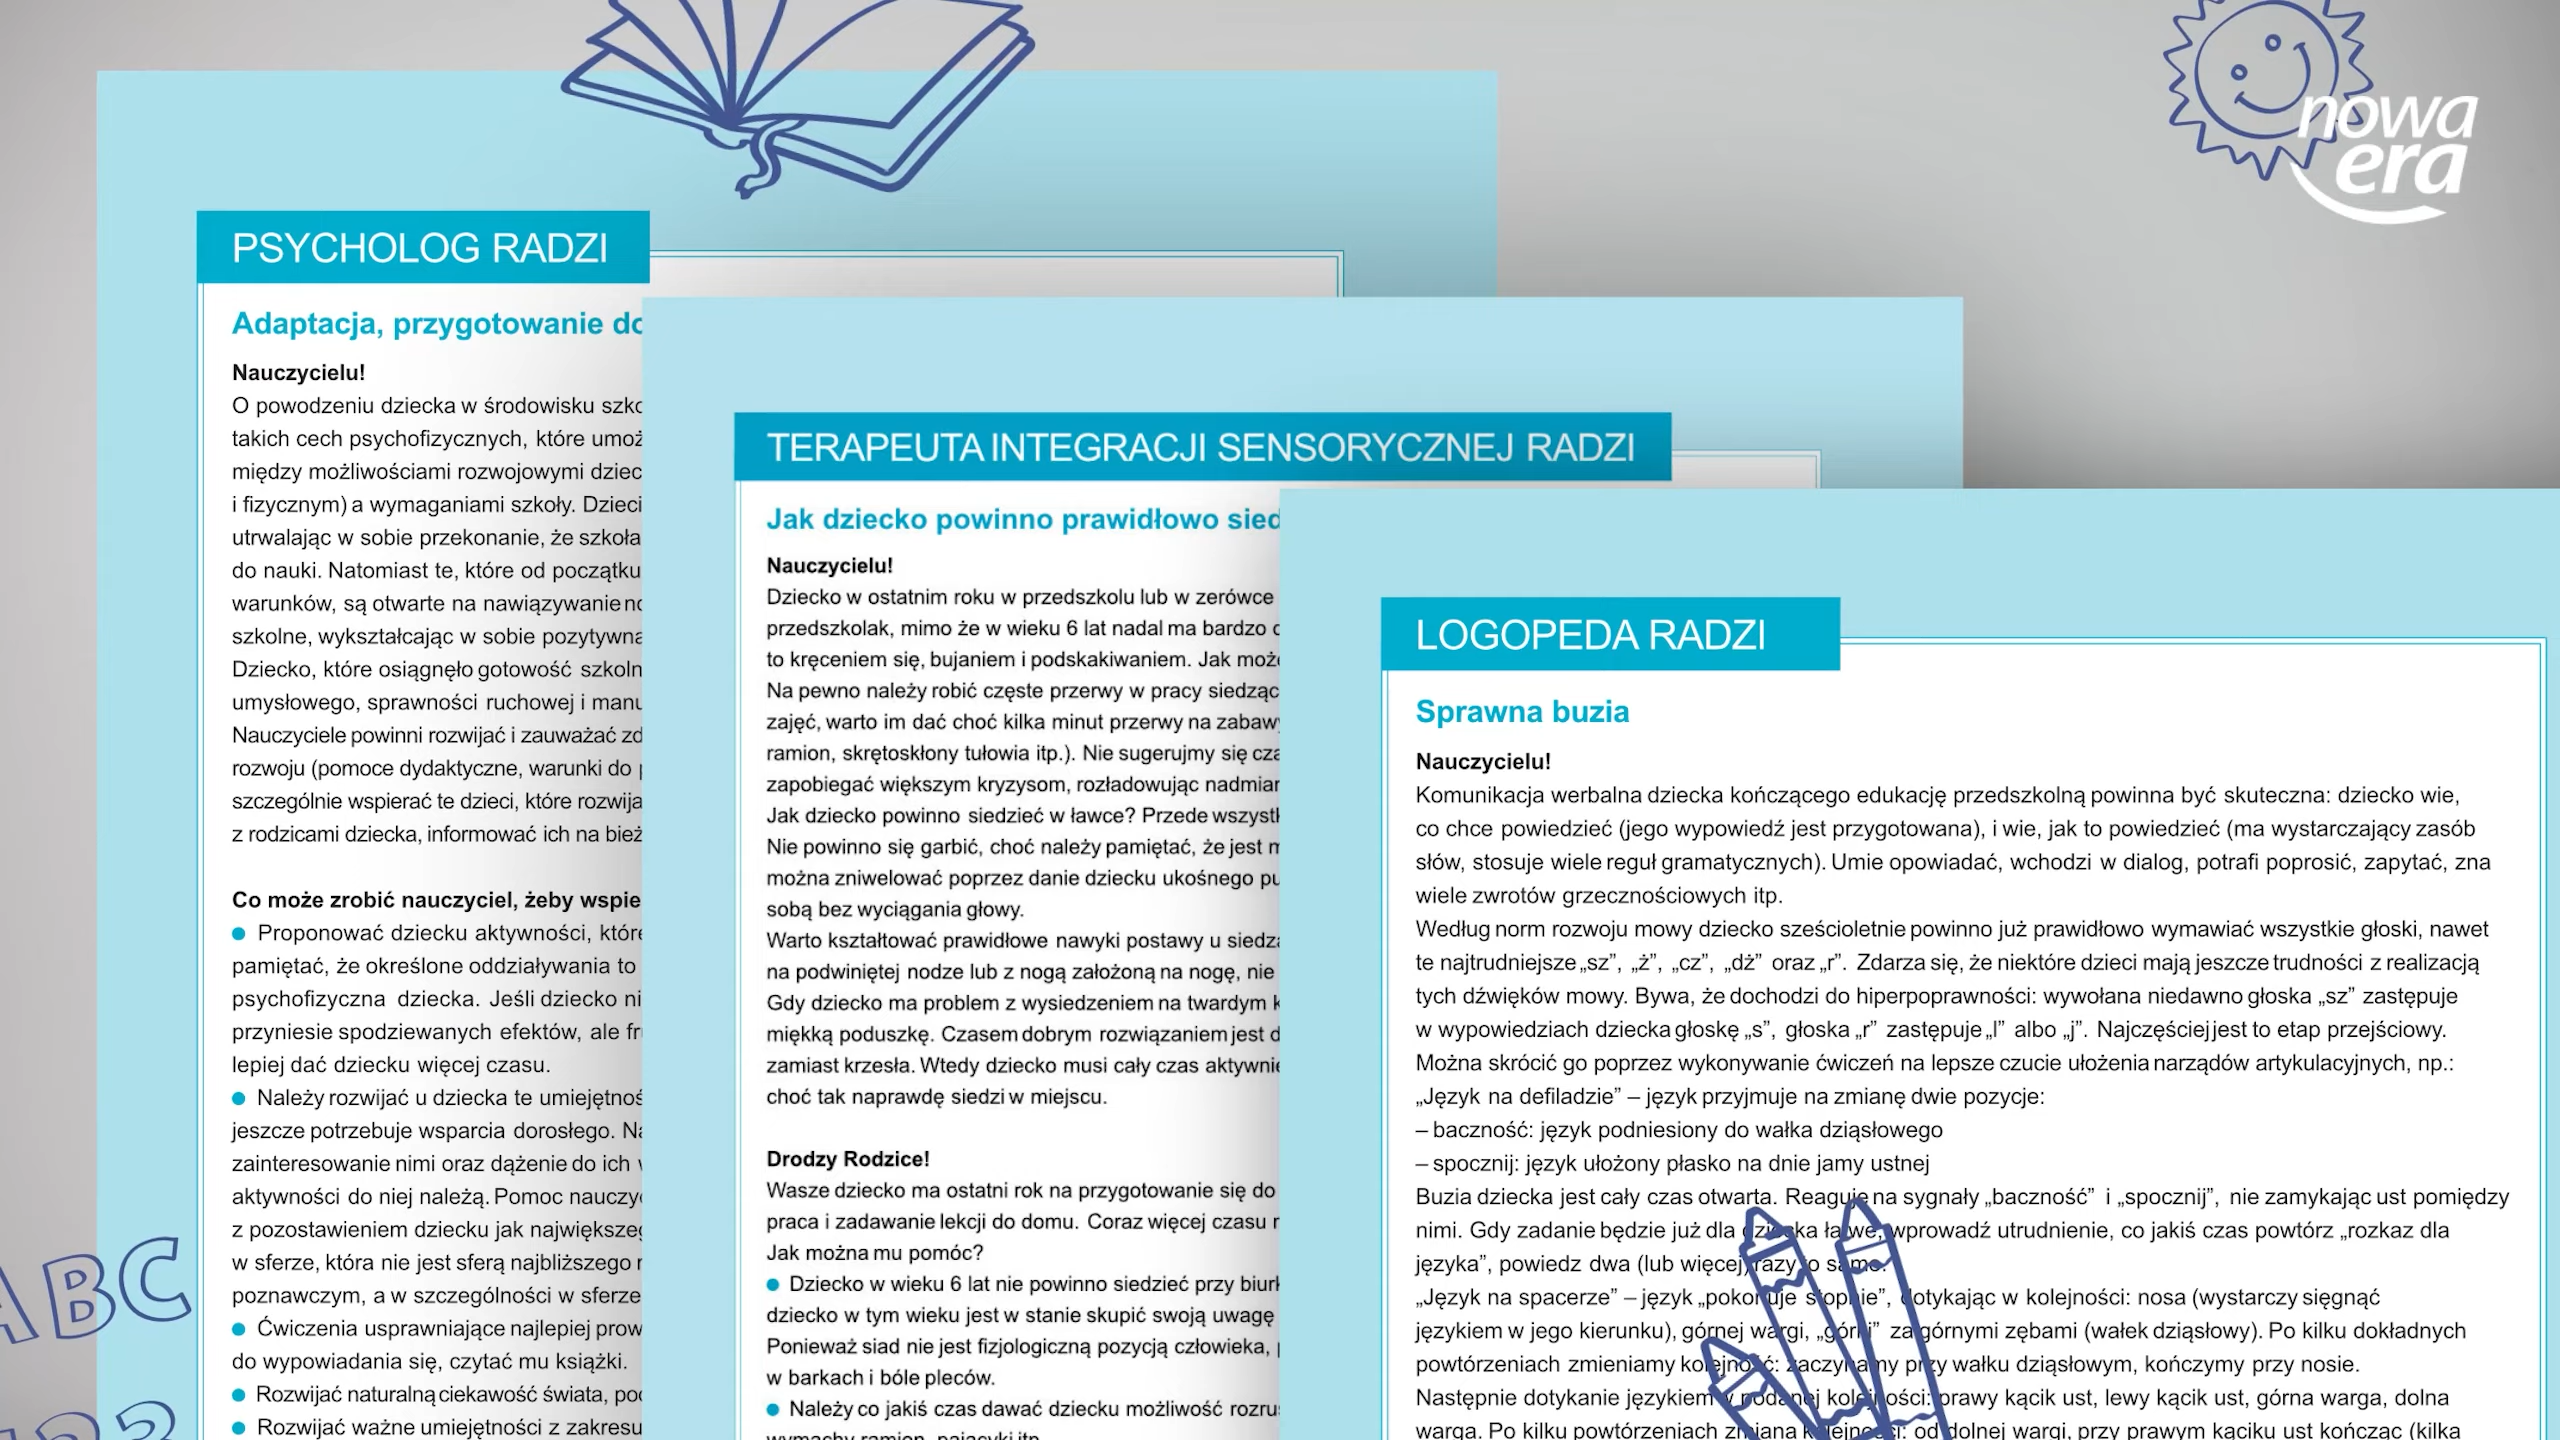 nowa
era
PSYCHOLOG RADZI
Adaptacja, przygotowanie do
Nauczycielu!
O powodzeniu dziecka w środowisku
takich cech psychofizycznych, które
między możliwościami rozwojowymi
i fizycznym) a wymaganiami szkoły. Dzieci
utrwalając w sobie przekonanie, że szkoła
do nauki. Natomiast te, które od początku
warunków, są otwarte na nawiązywanie
szkolne, wykształcając w sobie
Dziecko, które osiągnęło gotowość
umysłowego, sprawności ruchowej i
Nauczyciele powinni rozwijać i zauważać
rozwoju (pomoce dydaktyczne, warunki do
szczególnie wspierać te dzieci, które
z rodzicami dziecka, informować ich na
Co może zrobić nauczyciel, żeby
● Proponować dziecku aktywności,
pamiętać, że określone oddziaływania to
psychofizyczna dziecka. Jeśli dziecko
przyniesie spodziewanych efektów, ale
lepiej dać dziecku więcej czasu.
● Należy rozwijać u dziecka te
jeszcze potrzebuje wsparcia dorosłego.
zainteresowanie nimi oraz dążenie do ich
aktywności do niej należą. Pomoc
z pozostawieniem dziecku jak
w sferze, która nie jest sferą najbliższego
poznawczym, a w szczególności w sferze
● Ćwiczenia usprawniające najlepiej
do wypowiadania się, czytać mu książki.
● Rozwijać naturalną ciekawość świata,
● Rozwijać ważne umiejętności z zakresu
TERAPEUTA INTEGRACJI SENSORYCZNEJ RADZI
Jak dziecko powinno prawidłowo
Nauczycielu!
Dziecko w ostatnim roku w przedszkolu lub w zerówce
przedszkolak, mimo że w wieku 6 lat nadal ma bardzo
to kręceniem się, bujaniem i podskakiwaniem. Jak
Na pewno należy robić częste przerwy w pracy
zajęć, warto im dać choć kilka minut przerwy na
ramion, skrętoskłony tułowia itp.). Nie sugerujmy się
zapobiegać większym kryzysom, rozładowując nadmiar
Jak dziecko powinno siedzieć w ławce? Przede
Nie powinno się garbić, choć należy pamiętać, że jest
można zniwelować poprzez danie dziecku ukośnego
sobą bez wyciągania głowy.
Warto kształtować prawidłowe nawyki postawy u
na podwiniętej nodze lub z nogą założoną na nogę, nie
Gdy dziecko ma problem z wysiedzeniem na twardym
miękką poduszkę. Czasem dobrym rozwiązaniem jest
zamiast krzesła. Wtedy dziecko musi cały czas
choć tak naprawdę siedzi w miejscu.
Drodzy Rodzice!
Wasze dziecko ma ostatni rok na przygotowanie się do
praca i zadawanie lekcji do domu. Coraz więcej czasu
Jak można mu pomóc?
● Dziecko w wieku 6 lat nie powinno siedzieć przy
dziecko w tym wieku jest w stanie skupić swoją uwagę
Ponieważ siad nie jest fizjologiczną pozycją człowieka,
w barkach i bóle pleców.
● Należy co jakiś czas dawać dziecku możliwość
wymachy ramion, pajacyki itp.
LOGOPEDA RADZI
Sprawna buzia
Nauczycielu!
Komunikacja werbalna dziecka kończącego edukację przedszkolną powinna być skuteczna: dziecko wie,
co chce powiedzieć (jego wypowiedź jest przygotowana), i wie, jak to powiedzieć (ma wystarczający zasób
słów, stosuje wiele reguł gramatycznych). Umie opowiadać, wchodzi w dialog, potrafi poprosić, zapytać, zna
wiele zwrotów grzecznościowych itp.
Według norm rozwoju mowy dziecko sześcioletnie powinno już prawidłowo wymawiać wszystkie głoski, nawet
te najtrudniejsze „sz”, „ż”, „cz”, „dż” oraz „r”. Zdarza się, że niektóre dzieci mają jeszcze trudności z realizacją
tych dźwięków mowy. Bywa, że dochodzi do hiperpoprawności: wywołana niedawno głoska „sz” zastępuje
w wypowiedziach dziecka głoskę „s”, głoska „r” zastępuje „l” albo „j”. Najczęściej jest to etap przejściowy.
Można skrócić go poprzez wykonywanie ćwiczeń na lepsze czucie ułożenia narządów artykulacyjnych, np.:
„Język na defiladzie” – język przyjmuje na zmianę dwie pozycje:
– baczność: język podniesiony do wałka dziąsłowego
– spocznij: język ułożony płasko na dnie jamy ustnej
Buzia dziecka jest cały czas otwarta. Reaguje na sygnały „baczność” i „spocznij”, nie zamykając ust pomiędzy
nimi. Gdy zadanie będzie już dla dziecka łatwe, wprowadź utrudnienie, co jakiś czas powtórz „rozkaz dla
języka”, powiedz dwa (lub więcej) razy to samo.
„Język na spacerze” – język „pokonuje stopnie”, dotykając w kolejności: nosa (wystarczy sięgnąć
językiem w jego kierunku), górnej wargi, „górki” za górnymi zębami (wałek dziąsłowy). Po kilku dokładnych
powtórzeniach zmieniamy kolejność: zaczynamy przy wałku dziąsłowym, kończymy przy nosie.
Następnie dotykanie językiem w podanej kolejności: prawy kącik ust, lewy kącik ust, górna warga, dolna
warga. Po kilku powtórzeniach zmiana kolejności: od dolnej wargi, przy prawym kąciku ust kończąc (kilka
ABC
123